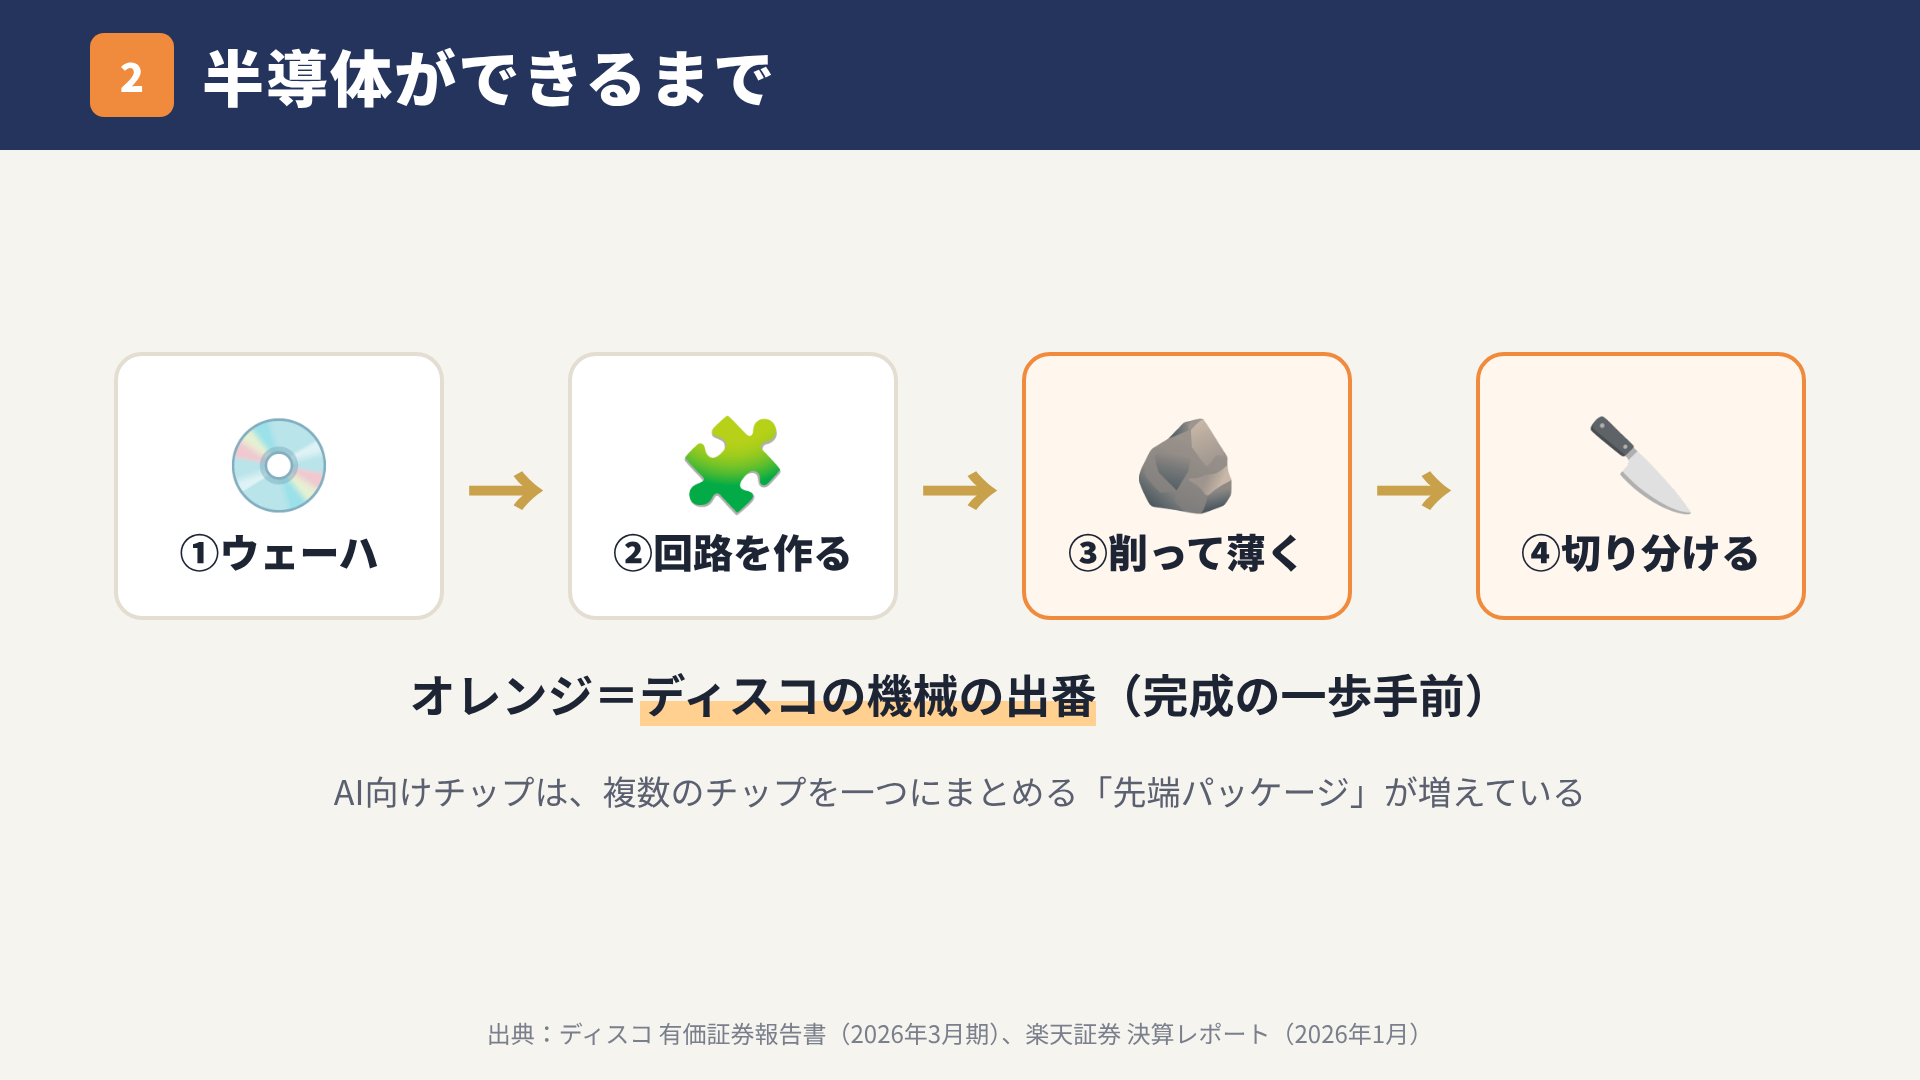 2
半導体ができるまで
①ウェーハ
②回路を作る
③削って薄く
④切り分ける
オレンジ＝ディスコの機械の出番（完成の一歩手前）
AI向けチップは、複数のチップを一つにまとめる「先端パッケージ」が増えている
出典：ディスコ 有価証券報告書（2026年3月期）、楽天証券 決算レポート（2026年1月）